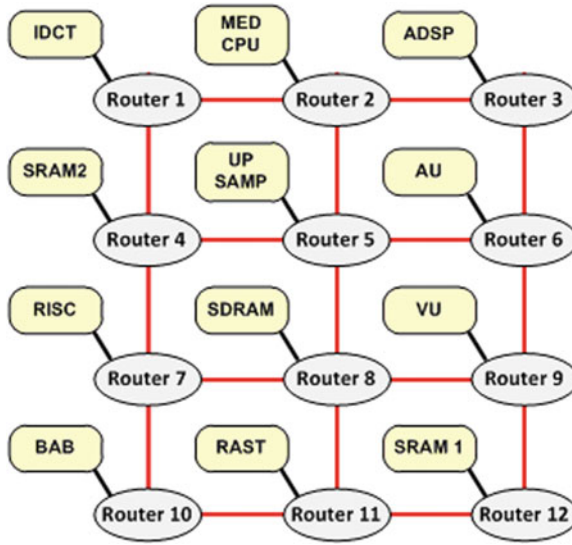 IDCT
MED
CPU
ADSP
Router 1
Router 2
Router 3
SRAM2
UP
SAMP
AU
Router 4
Router 5
Router 6
RISC
SDRAM
VU
Router 7
Router 8
Router 9
BAB
RAST
SRAM 1
Router 10
Router 11
Router 12